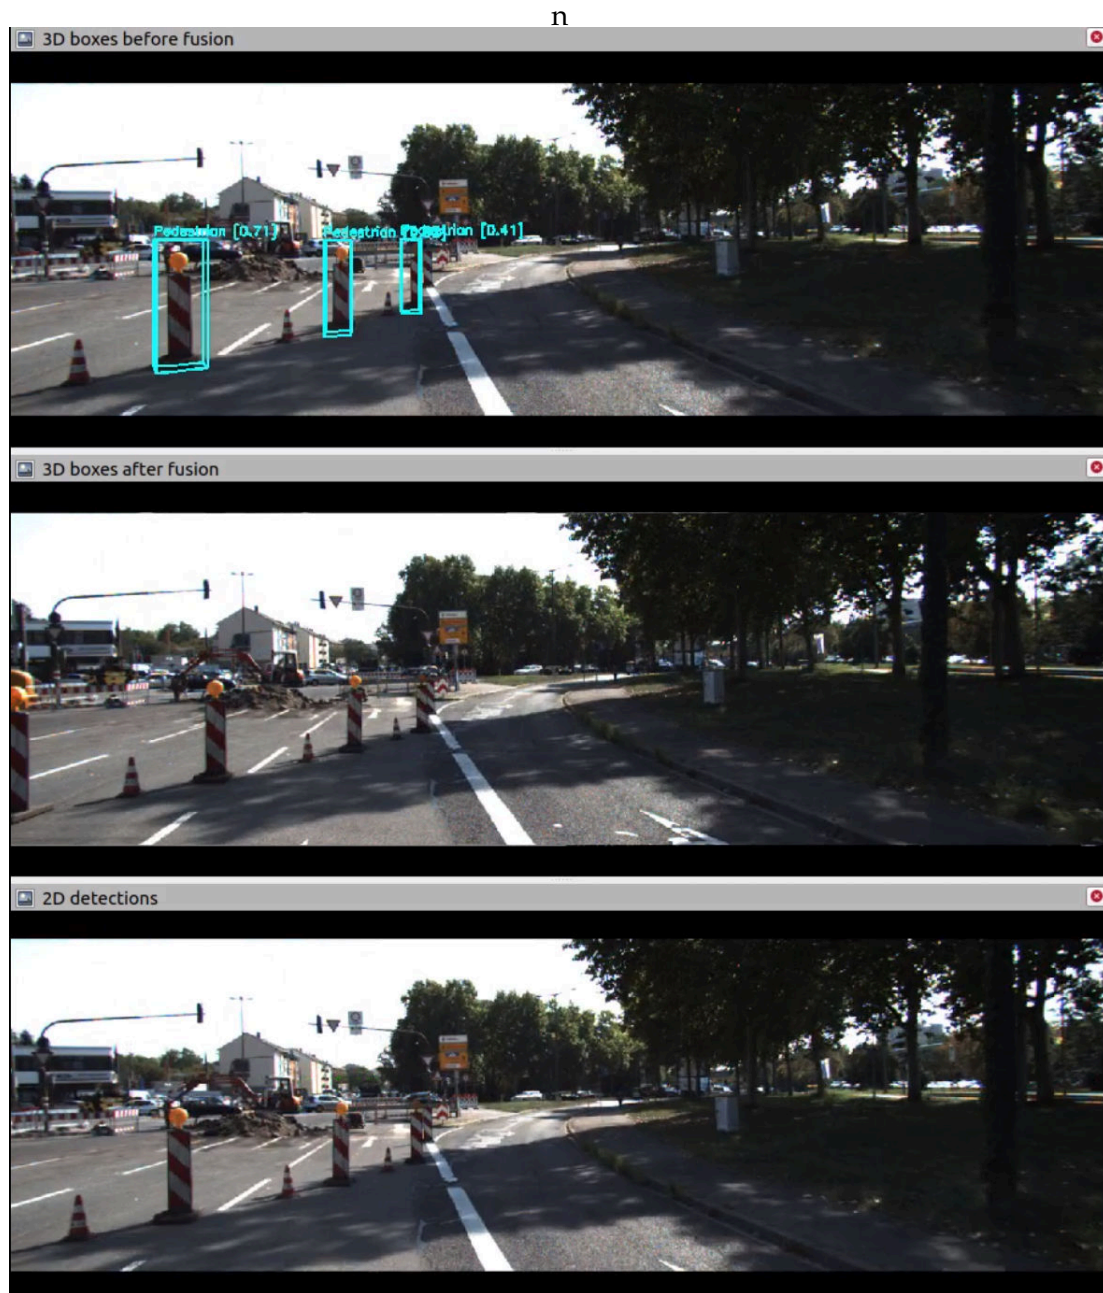 n
3D boxes before fusion
Pedestrian [0.71]
Pedestrian
Pedestrian [0.41]
3D boxes after fusion
2D detections